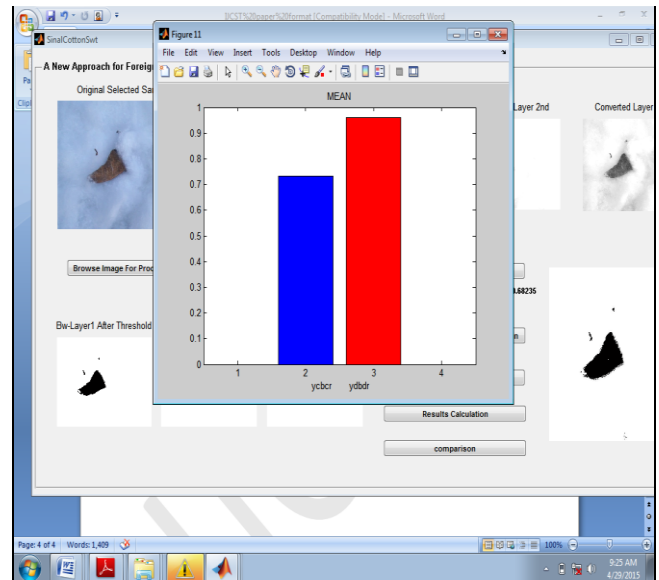 IJCST%20paper%20format [Compatibility Mode] - Microsoft Word
SinalCottonSwt
Figure 11
File Edit View Insert Tools Desktop Window Help
A New Approach for Foreig
Pa
Clip
Original Selected Sa
Layer 2nd
Converted Layer
MEAN
1
0.9
0.8
0.7
0.6
0.5
0.4
0.3
0.2
0.1
0
1 2 3 4
ycbcr ydbdr
Browse Image For Proc
.68235
n
Bw-Layer1 After Threshold
Results Calculation
comparison
Page: 4 of 4 Words: 1,409
100%
9:25 AM
4/29/2015